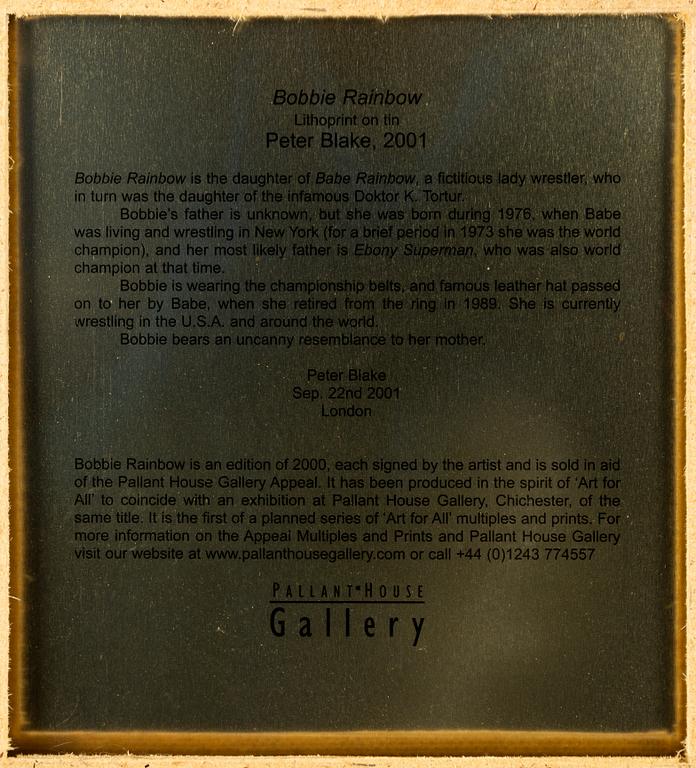 Bobbie Rainbow
Lithoprint on tin
Peter Blake, 2001
Bobbie Rainbow is the daughter of Babe Rainbow, a fictitious lady wrestler, who
in turn was the daughter of the infamous Doktor K. Tortur.
Bobbie's father is unknown, but she was born during 1976, when Babe
was living and wrestling in New York (for a brief period in 1973 she was the world
champion), and her most likely father is Ebony Superman, who was also world
champion at that time.
Bobbie is wearing the championship belts, and famous leather hat passed
on to her by Babe, when she retired from the ring in 1989. She is currently
wrestling in the U.S.A. and around the world.
Bobbie bears an uncanny resemblance to her mother.
Peter Blake
Sep. 22nd 2001
London
Bobbie Rainbow is an edition of 2000, each signed by the artist and is sold in aid
of the Pallant House Gallery Appeal. It has been produced in the spirit of 'Art for
All' to coincide with an exhibition at Pallant House Gallery, Chichester, of the
same title. It is the first of a planned series of 'Art for All' multiples and prints. For
more information on the Appeal Multiples and Prints and Pallant House Gallery
visit our website at www.pallanthousegallery.com or call +44 (0)1243 774557
PALLANT HOUSE
Gallery